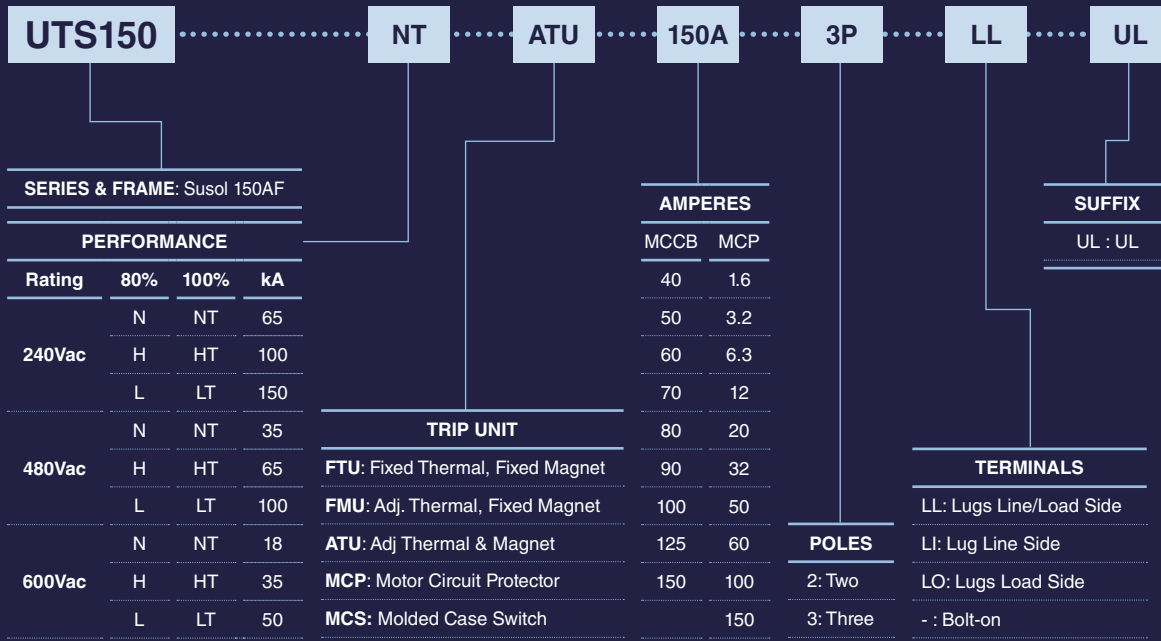 UTS150 NT ATU 150A 3P LL UL
SERIES & FRAME: Susol 150AF
PERFORMANCE
Rating 80% 100% kA
240Vac
N NT 65
H HT 100
L LT 150
480Vac
N NT 35
H HT 65
L LT 100
600Vac
N NT 18
H HT 35
L LT 50
TRIP UNIT
FTU: Fixed Thermal, Fixed Magnet
FMU: Adj. Thermal, Fixed Magnet
ATU: Adj Thermal & Magnet
MCP: Motor Circuit Protector
MCS: Molded Case Switch
AMPERES
MCCB MCP
40 1.6
50 3.2
60 6.3
70 12
80 20
90 32
100 50
125 60
150 100
150
POLES
2: Two
3: Three
TERMINALS
LL: Lugs Line/Load Side
LI: Lug Line Side
LO: Lugs Load Side
- : Bolt-on
SUFFIX
UL : UL